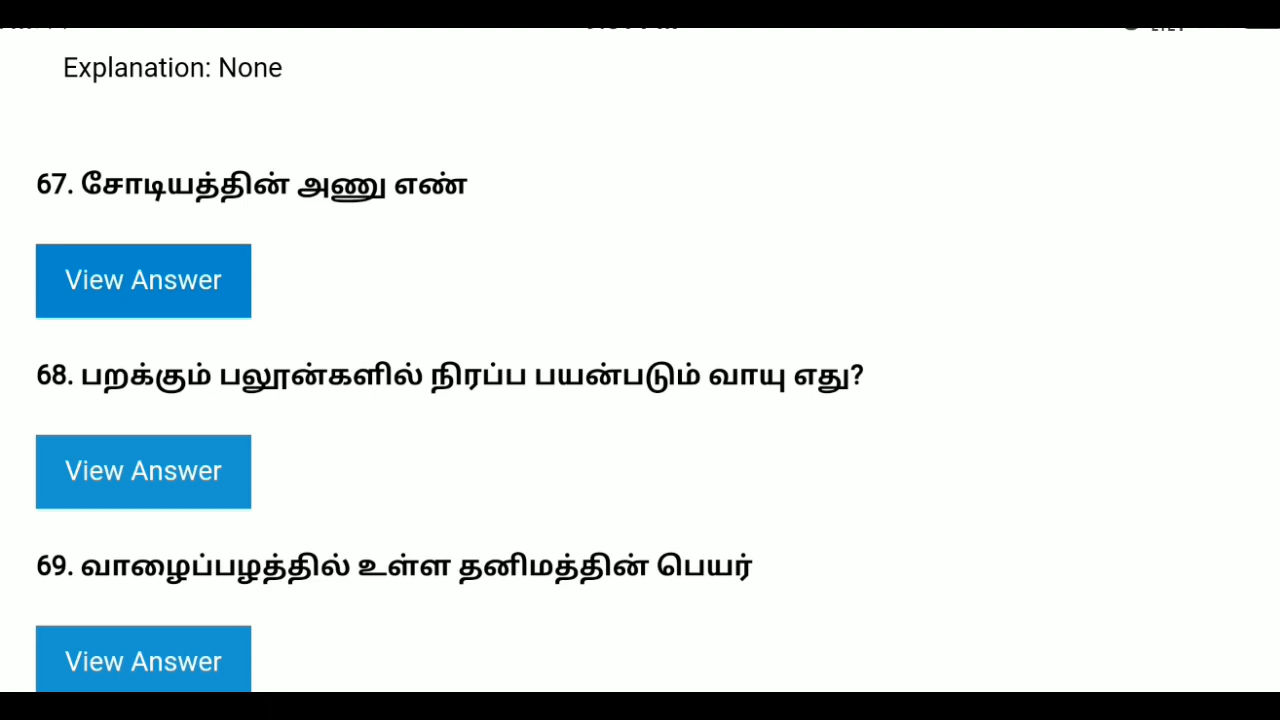 Explanation: None
67. சோடியத்தின் அணு எண்
View Answer
68. பறக்கும் பலூன்களில் நிரப்ப பயன்படும் வாயு எது?
View Answer
69. வாழைப்பழத்தில் உள்ள தனிமத்தின் பெயர்
View Answer